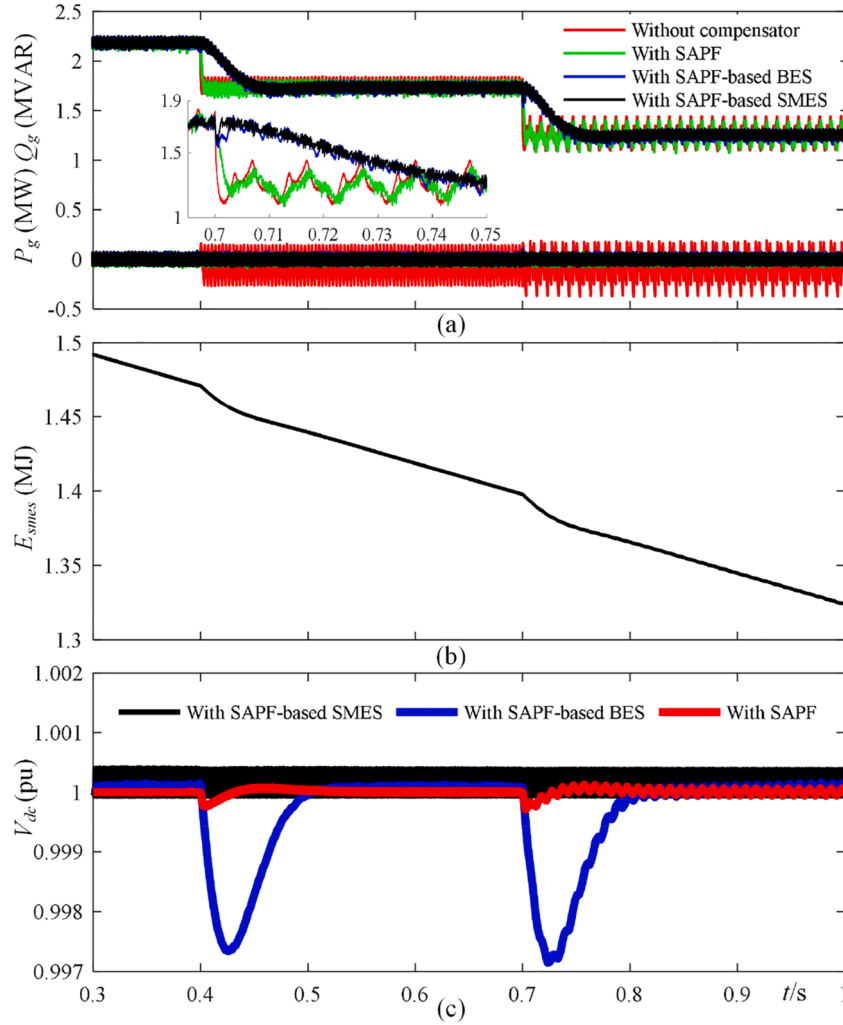 P_g (MW) Q_g (MVAR)
2.5
2
1.5
1
0.5
0
-0.5
Without compensator
With SAPF
With SAPF-based BES
With SAPF-based SMES
1.9
1.5
1
0.7 0.71 0.72 0.73 0.74 0.75
(a)
E_smes (MJ)
1.5
1.45
1.4
1.35
1.3
(b)
V_dc (pu)
1.002
1.001
1
0.999
0.998
0.997
With SAPF-based SMES With SAPF-based BES With SAPF
0.3 0.4 0.5 0.6 0.7 0.8 0.9 t/s 1
(c)